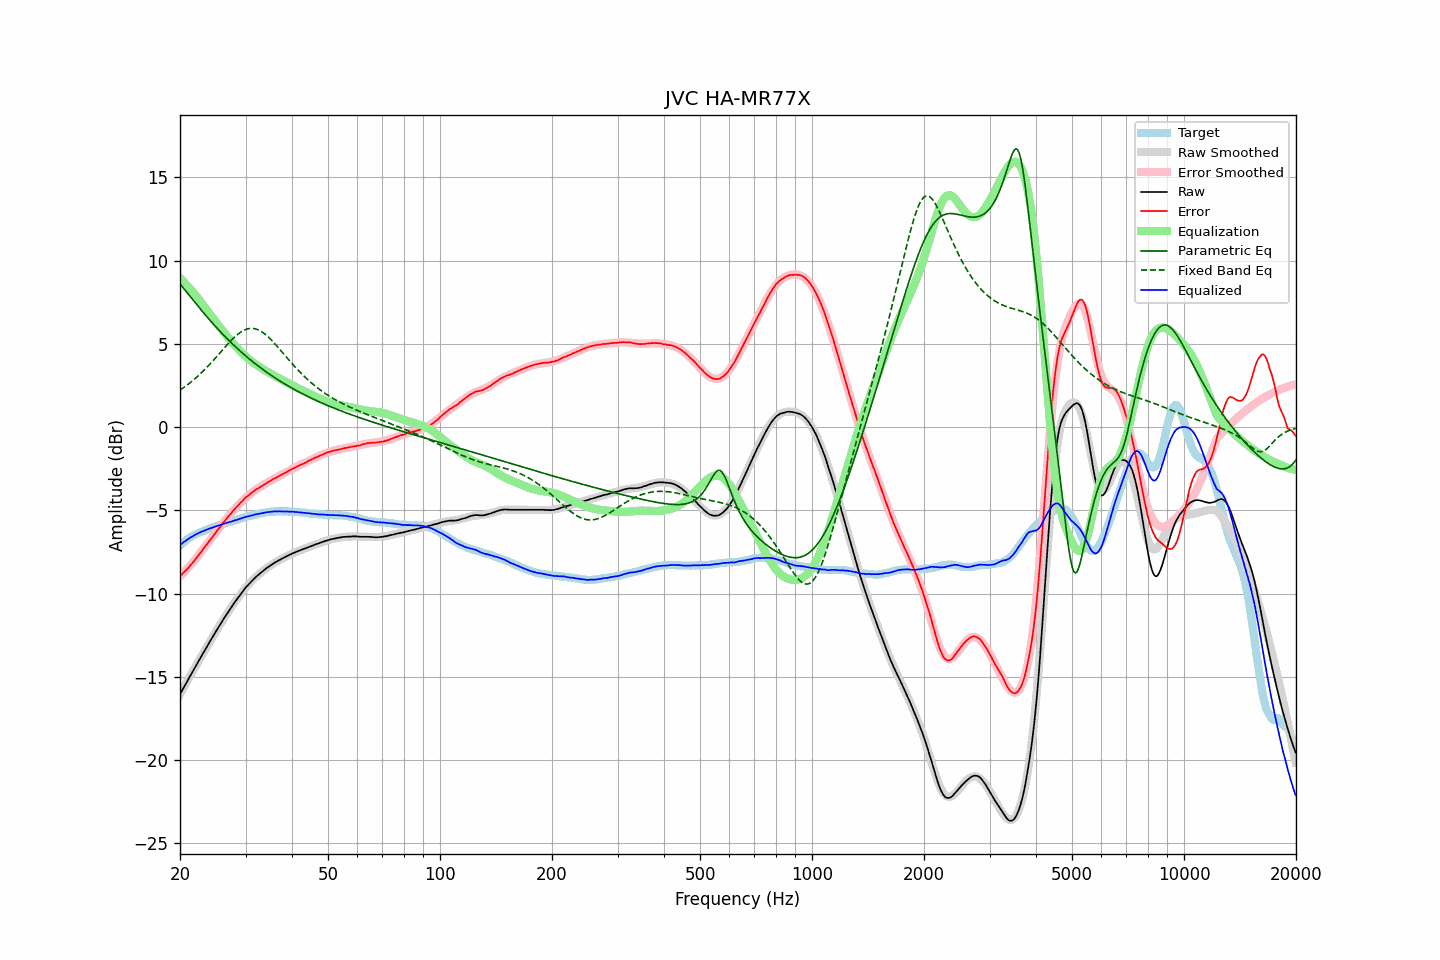 JVC HA-MR77X
Amplitude (dBr)
15
10
5
0
−5
−10
−15
−20
−25
20
50
100
200
500
1000
2000
5000
10000
20000
Frequency (Hz)
Target
Raw Smoothed
Error Smoothed
Raw
Error
Equalization
Parametric Eq
Fixed Band Eq
Equalized